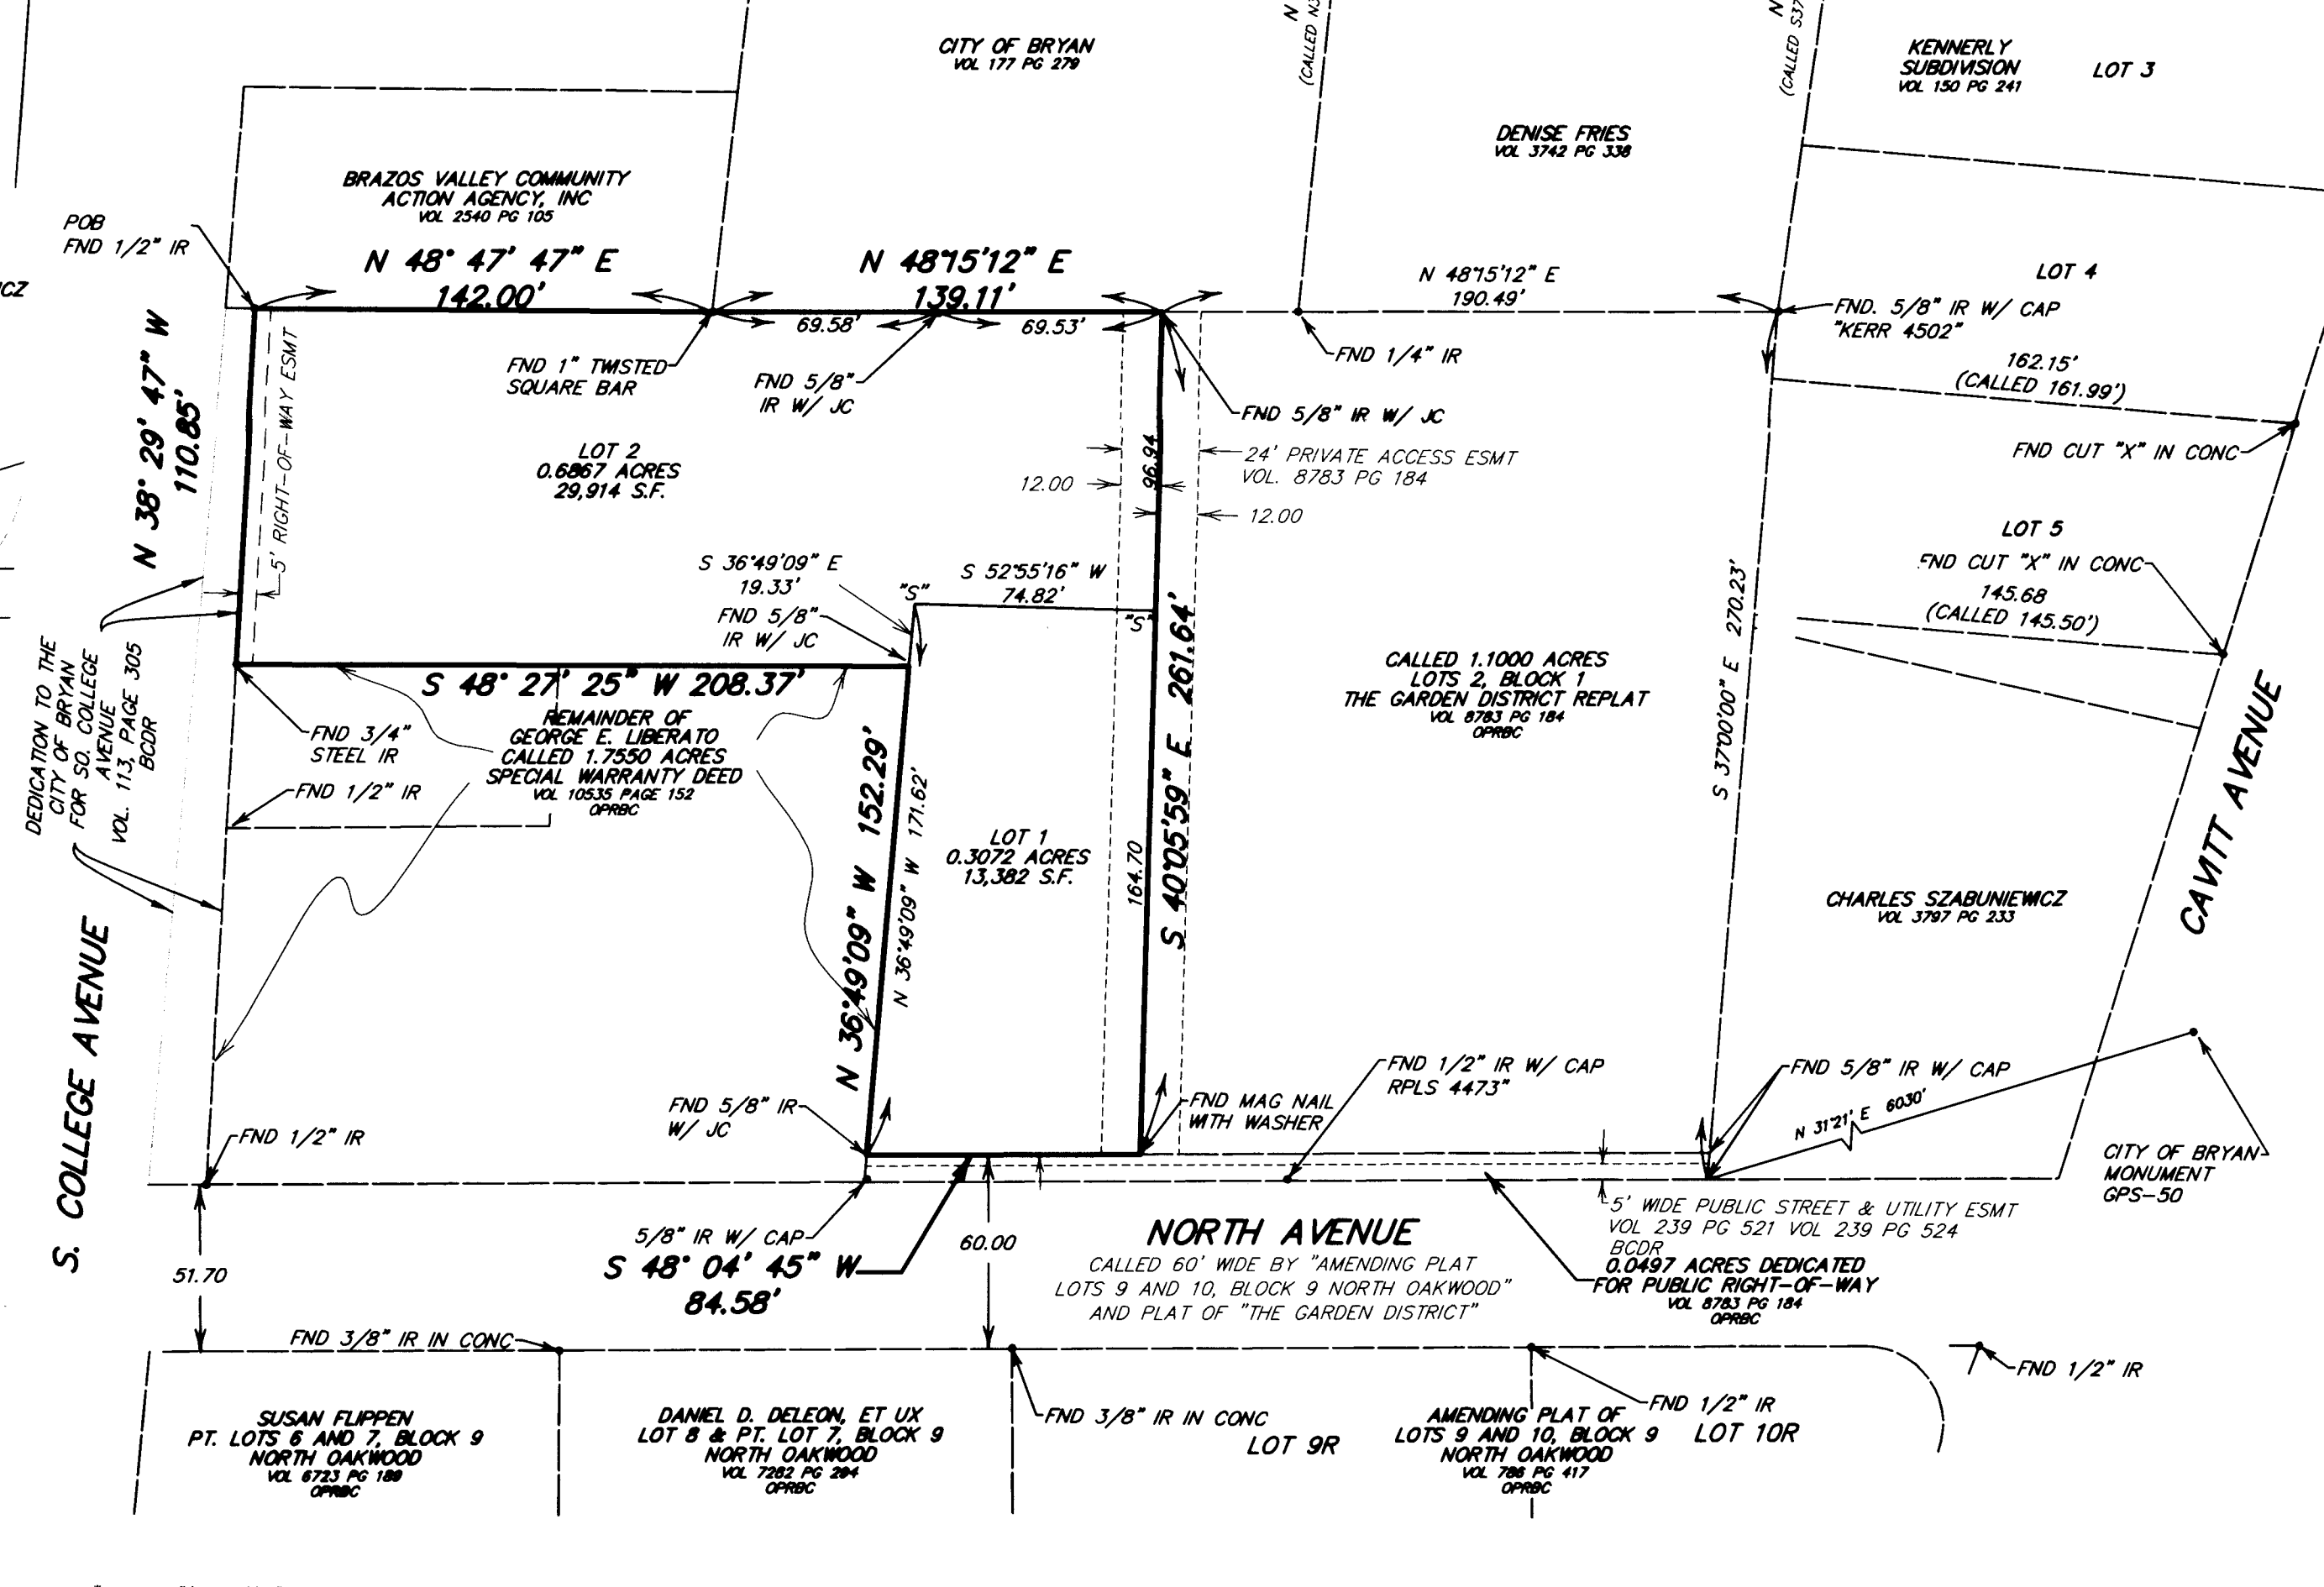 CITY OF BRYAN
VOL 177 PG 279
N
(CALLED N3
N
(CALLED S37
KENNERLY
SUBDIVISION
VOL 150 PG 241
LOT 3
DENISE FRIES
VOL 3742 PG 338
BRAZOS VALLEY COMMUNITY
ACTION AGENCY, INC
VOL 2540 PG 105
POB
FND 1/2" IR
N 48° 47' 47" E
142.00'
N 48°15'12" E
139.11'
N 48°15'12" E
190.49'
LOT 4
CZ
FND. 5/8" IR W/ CAP
"KERR 4502"
69.58'
69.53'
FND 1" TWISTED
SQUARE BAR
FND 5/8"
IR W/ JC
FND 1/4" IR
162.15'
(CALLED 161.99')
FND 5/8" IR W/ JC
N 38° 29' 47" W
110.85'
5' RIGHT-OF-WAY ESMT
LOT 2
0.6867 ACRES
29,914 S.F.
96.94
24' PRIVATE ACCESS ESMT
VOL. 8783 PG 184
12.00
12.00
FND CUT "X" IN CONC
LOT 5
FND CUT "X" IN CONC
145.68
(CALLED 145.50')
S 36°49'09" E
19.33'
FND 5/8"
IR W/ JC
"S"
S 52°55'16" W
74.82'
"S"
S 40°05'59" E 261.64'
S 37°00'00" E 270.23'
DEDICATION TO THE
CITY OF BRYAN
FOR SO. COLLEGE
AVENUE
VOL. 113, PAGE 305
BCDR
S 48° 27' 25" W 208.37'
FND 3/4"
STEEL IR
FND 1/2" IR
REMAINDER OF
GEORGE E. LIBERATO
CALLED 1.7550 ACRES
SPECIAL WARRANTY DEED
VOL 10535 PAGE 152
OPRBC
CALLED 1.1000 ACRES
LOTS 2, BLOCK 1
THE GARDEN DISTRICT REPLAT
VOL 8783 PG 184
OPRBC
N 36°49'09" W 152.29'
N 36°49'09" W 171.62'
LOT 1
0.3072 ACRES
13,382 S.F.
164.70
CHARLES SZABUNIEWICZ
VOL 3797 PG 233
CAVITT AVENUE
S. COLLEGE AVENUE
FND 1/2" IR
FND 5/8" IR
W/ JC
FND MAG NAIL
WITH WASHER
FND 1/2" IR W/ CAP
RPLS 4473"
FND 5/8" IR W/ CAP
N 31°21' E 6030'
CITY OF BRYAN
MONUMENT
GPS-50
5/8" IR W/ CAP
S 48° 04' 45" W
84.58'
51.70
60.00
NORTH AVENUE
CALLED 60' WIDE BY "AMENDING PLAT
LOTS 9 AND 10, BLOCK 9 NORTH OAKWOOD"
AND PLAT OF "THE GARDEN DISTRICT"
5' WIDE PUBLIC STREET & UTILITY ESMT
VOL 239 PG 521 VOL 239 PG 524
BCDR
0.0497 ACRES DEDICATED
FOR PUBLIC RIGHT-OF-WAY
VOL 8783 PG 184
OPRBC
FND 3/8" IR IN CONC
FND 1/2" IR
SUSAN FLIPPEN
PT. LOTS 6 AND 7, BLOCK 9
NORTH OAKWOOD
VOL 6723 PG 189
OPRBC
DANIEL D. DELEON, ET UX
LOT 8 & PT. LOT 7, BLOCK 9
NORTH OAKWOOD
VOL 7282 PG 294
OPRBC
FND 3/8" IR IN CONC
LOT 9R
AMENDING PLAT OF
LOTS 9 AND 10, BLOCK 9
NORTH OAKWOOD
VOL 786 PG 417
OPRBC
FND 1/2" IR
LOT 10R